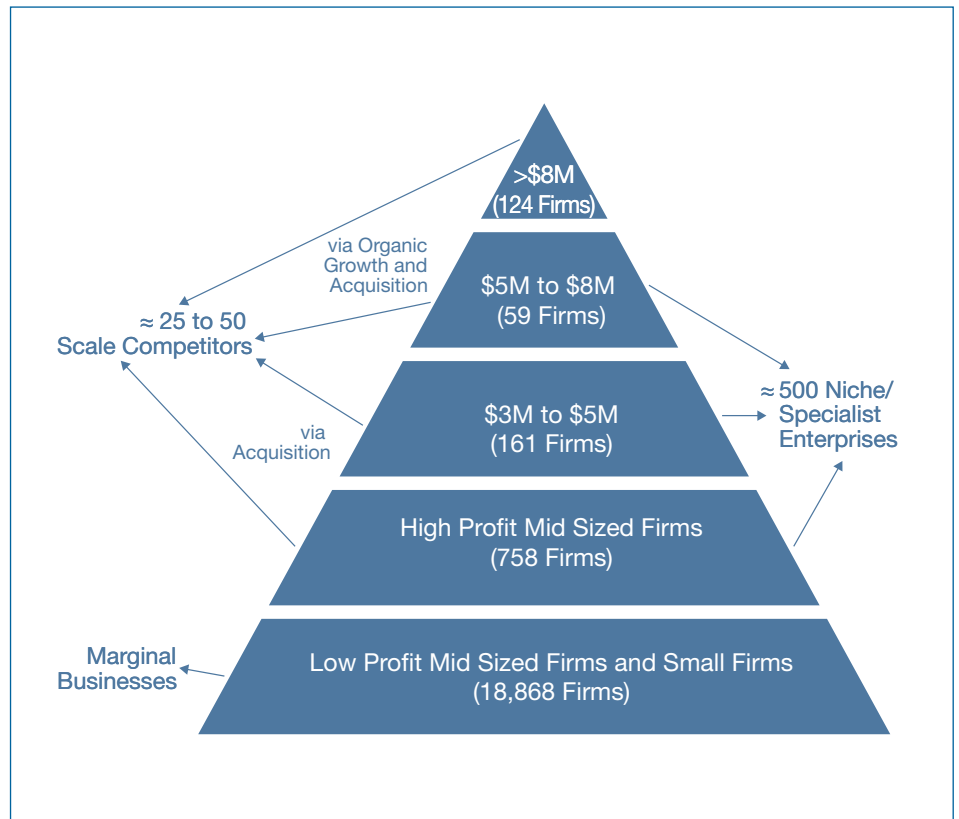 >$8M
(124 Firms)
via Organic
Growth and
Acquisition
$5M to $8M
(59 Firms)
≈ 25 to 50
Scale Competitors
≈ 500 Niche/
Specialist
Enterprises
$3M to $5M
(161 Firms)
via
Acquisition
High Profit Mid Sized Firms
(758 Firms)
Marginal
Businesses
Low Profit Mid Sized Firms and Small Firms
(18,868 Firms)